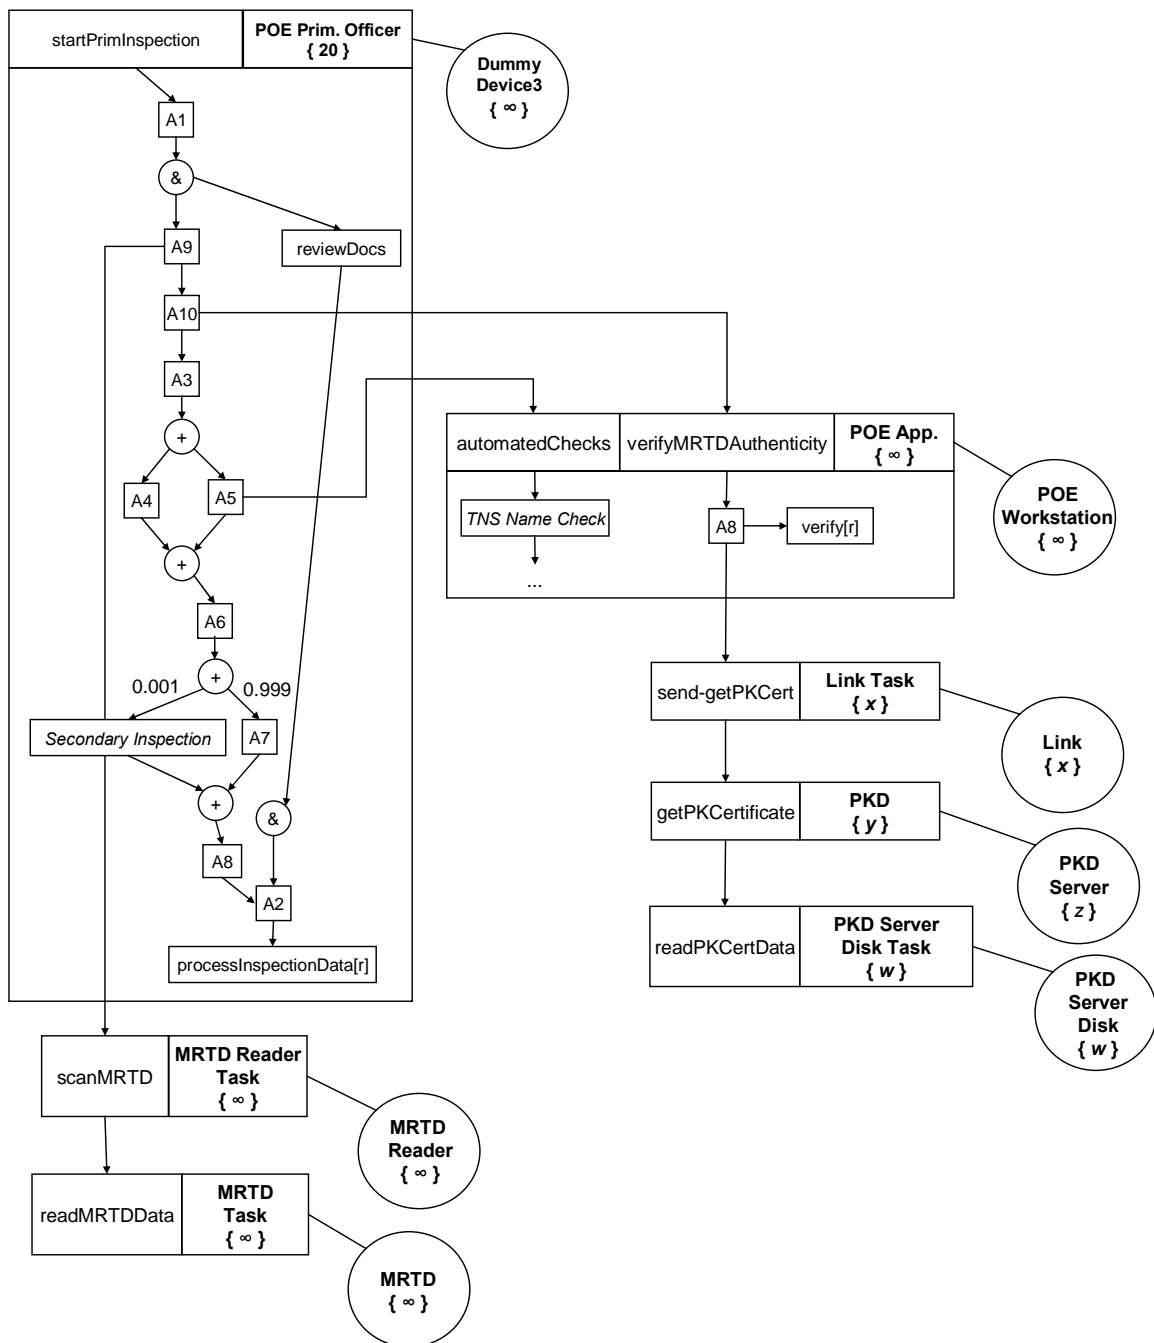 startPrimInspection
POE Prim. Officer
{ 20 }
Dummy
Device3
{ ∞ }
A1
&
A9
reviewDocs
A10
A3
+
A4
A5
+
A6
+
0.001
0.999
Secondary Inspection
A7
+
&
A8
A2
processInspectionData[r]
automatedChecks
verifyMRTDAuthenticity
POE App.
{ ∞ }
TNS Name Check
...
A8
verify[r]
POE
Workstation
{ ∞ }
send-getPKCert
Link Task
{ x }
Link
{ x }
getPKCertificate
PKD
{ y }
PKD
Server
{ z }
readPKCertData
PKD Server
Disk Task
{ w }
PKD
Server
Disk
{ w }
scanMRTD
MRTD Reader
Task
{ ∞ }
MRTD
Reader
{ ∞ }
readMRTDData
MRTD
Task
{ ∞ }
MRTD
{ ∞ }